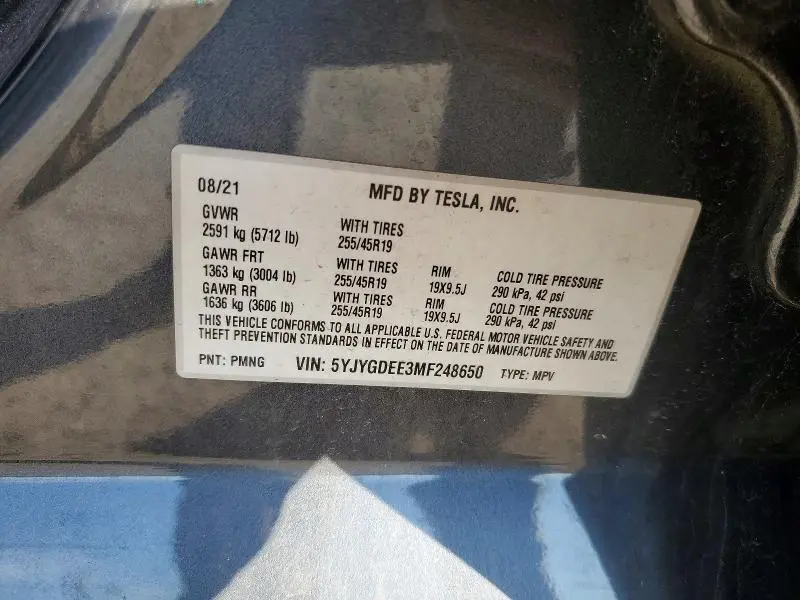 08/21 MFD BY TESLA, INC.
GVWR
2591 kg (5712 lb) WITH TIRES 255/45R19
GAWR FRT
1363 kg (3004 lb) WITH TIRES 255/45R19 RIM 19X9.5J COLD TIRE PRESSURE 290 kPa, 42 psi
GAWR RR
1636 kg (3606 lb) WITH TIRES 255/45R19 RIM 19X9.5J COLD TIRE PRESSURE 290 kPa, 42 psi
THIS VEHICLE CONFORMS TO ALL APPLICABLE U.S. FEDERAL MOTOR VEHICLE SAFETY AND
THEFT PREVENTION STANDARDS IN EFFECT ON THE DATE OF MANUFACTURE SHOWN ABOVE.
PNT: PMNG VIN: 5YJYGDEE3MF248650 TYPE: MPV